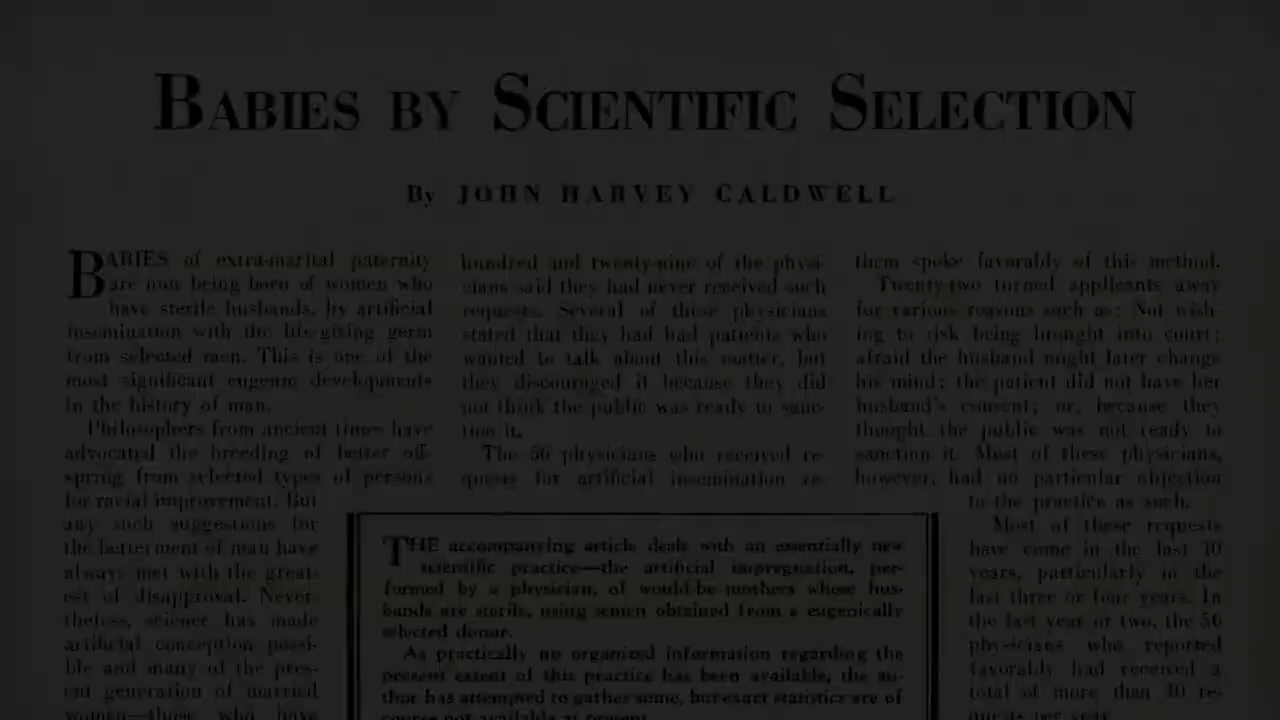 BABIES BY SCIENTIFIC SELECTION
By JOHN HARVEY CALDWELL
BABIES of extra-marital paternity
are now being born of women who
have sterile husbands, by artificial
insemination with the life-giving germ
from selected men. This is one of the
most significant eugenic developments
in the history of man.
Philosophers from ancient times have
advocated the breeding of better off-
spring from selected types of persons
for racial improvement. But
any such suggestions for
the betterment of man have
always met with the great-
est of disapproval. Never-
theless, science has made
artificial conception possi-
ble and many of the pres-
ent generation of married
women—those who have
hundred and twenty-nine of the physi-
cians said they had never received such
requests. Several of these physicians
stated that they had had patients who
wanted to talk about this matter, but
they discouraged it because they did
not think the public was ready to sanc-
tion it.
The 56 physicians who received re-
quests for artificial insemination re-
THE accompanying article deals with an essentially new
scientific practice—the artificial impregnation, per-
formed by a physician, of would-be mothers whose hus-
bands are sterile, using semen obtained from a eugenically
selected donor.
As practically no organized information regarding the
present extent of this practice has been available, the au-
thor has attempted to gather some, but exact statistics are of
course not available at present.
them spoke favorably of this method.
Twenty-two turned applicants away
for various reasons such as: Not wish-
ing to risk being brought into court;
afraid the husband might later change
his mind; the patient did not have her
husband's consent; or, because they
thought the public was not ready to
sanction it. Most of these physicians,
however, had no particular objection
to the practice as such.
Most of these requests
have come in the last 10
years, particularly in the
last three or four years. In
the last year or two, the 56
physicians who reported
favorably had received a
total of more than 40 re-
quests per year.